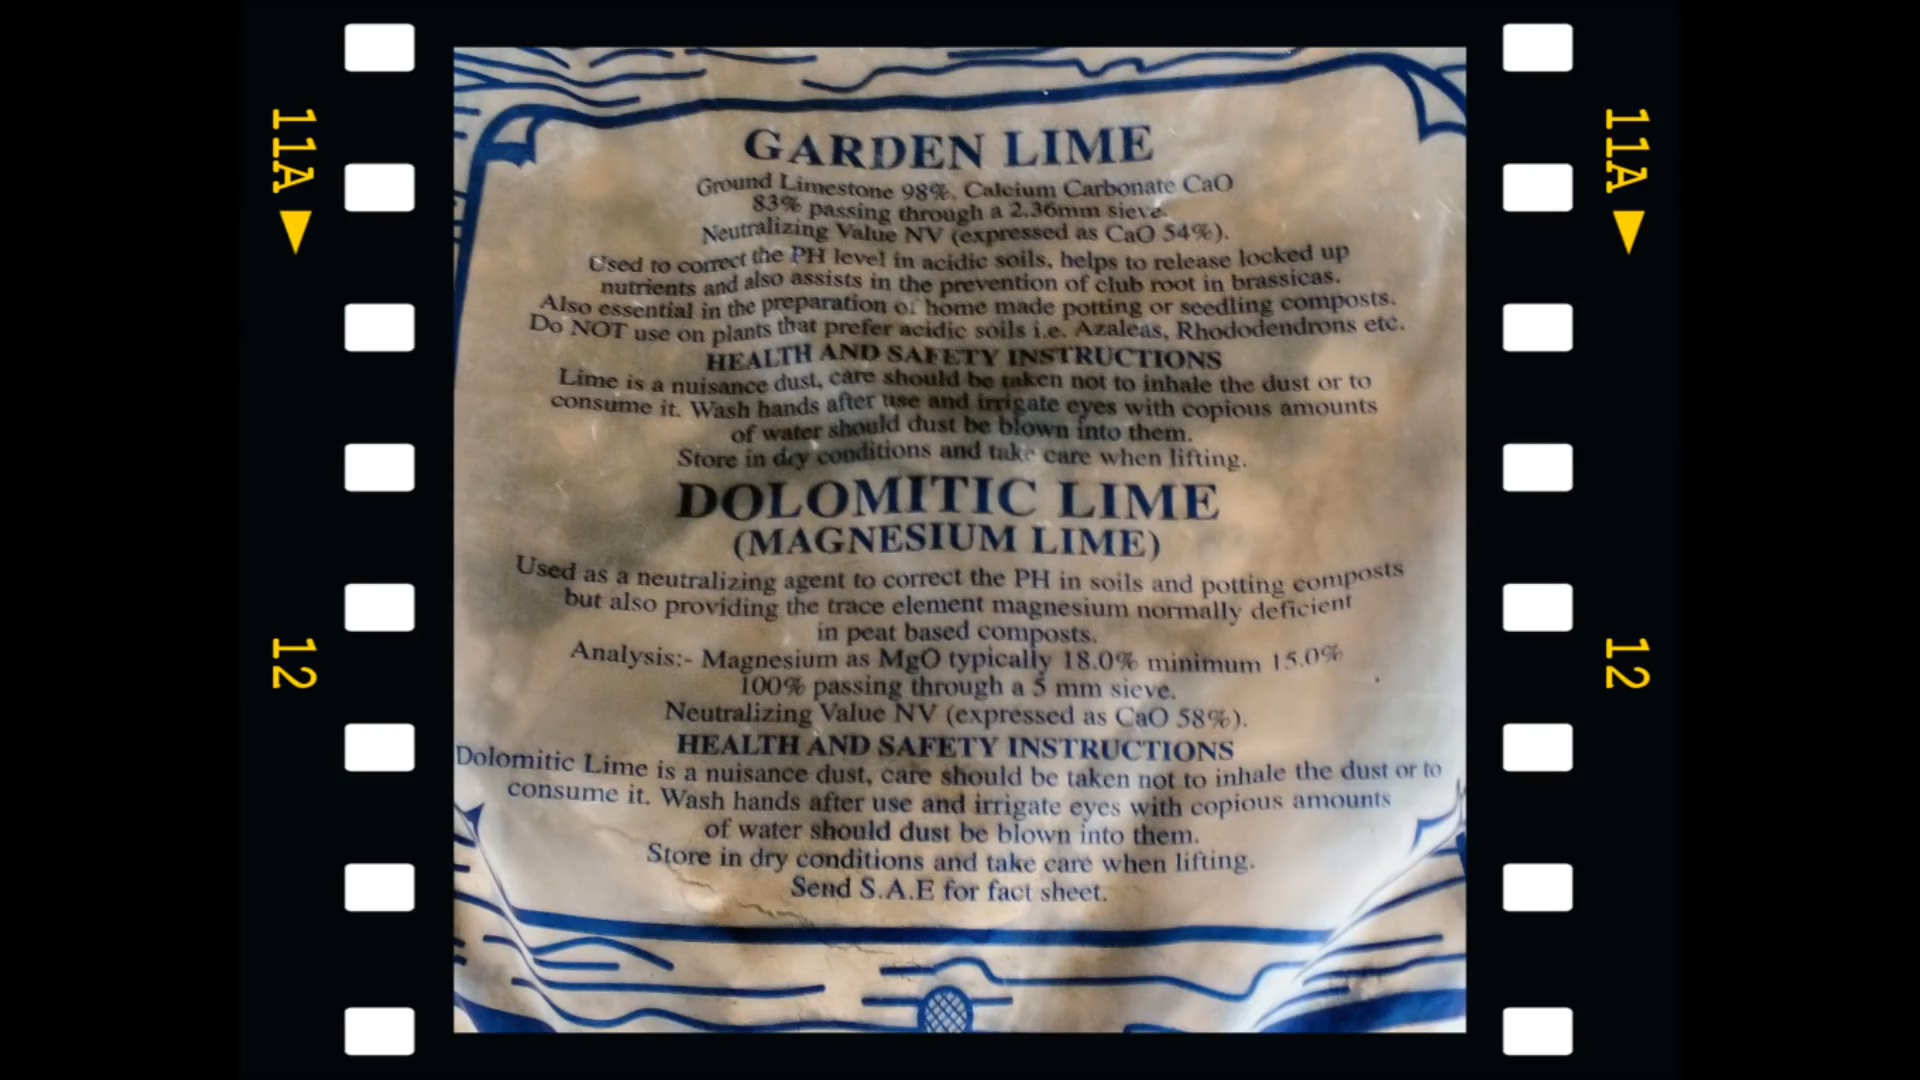 GARDEN LIME
Ground Limestone 98%. Calcium Carbonate CaO
83% passing through a 2.36mm sieve.
Neutralizing Value NV (expressed as CaO 54%).
Used to correct the PH level in acidic soils, helps to release locked up
nutrients and also assists in the prevention of club root in brassicas.
Also essential in the preparation of home made potting or seedling composts.
Do NOT use on plants that prefer acidic soils i.e. Azaleas, Rhododendrons etc.
HEALTH AND SAFETY INSTRUCTIONS
Lime is a nuisance dust, care should be taken not to inhale the dust or to
consume it. Wash hands after use and irrigate eyes with copious amounts
of water should dust be blown into them.
Store in dry conditions and take care when lifting.
DOLOMITIC LIME
(MAGNESIUM LIME)
Used as a neutralizing agent to correct the PH in soils and potting composts
but also providing the trace element magnesium normally deficient
in peat based composts.
Analysis:- Magnesium as MgO typically 18.0% minimum 15.0%
100% passing through a 5 mm sieve.
Neutralizing Value NV (expressed as CaO 58%).
HEALTH AND SAFETY INSTRUCTIONS
Dolomitic Lime is a nuisance dust, care should be taken not to inhale the dust or to
consume it. Wash hands after use and irrigate eyes with copious amounts
of water should dust be blown into them.
Store in dry conditions and take care when lifting.
Send S.A.E for fact sheet.
11A
12
11A
12